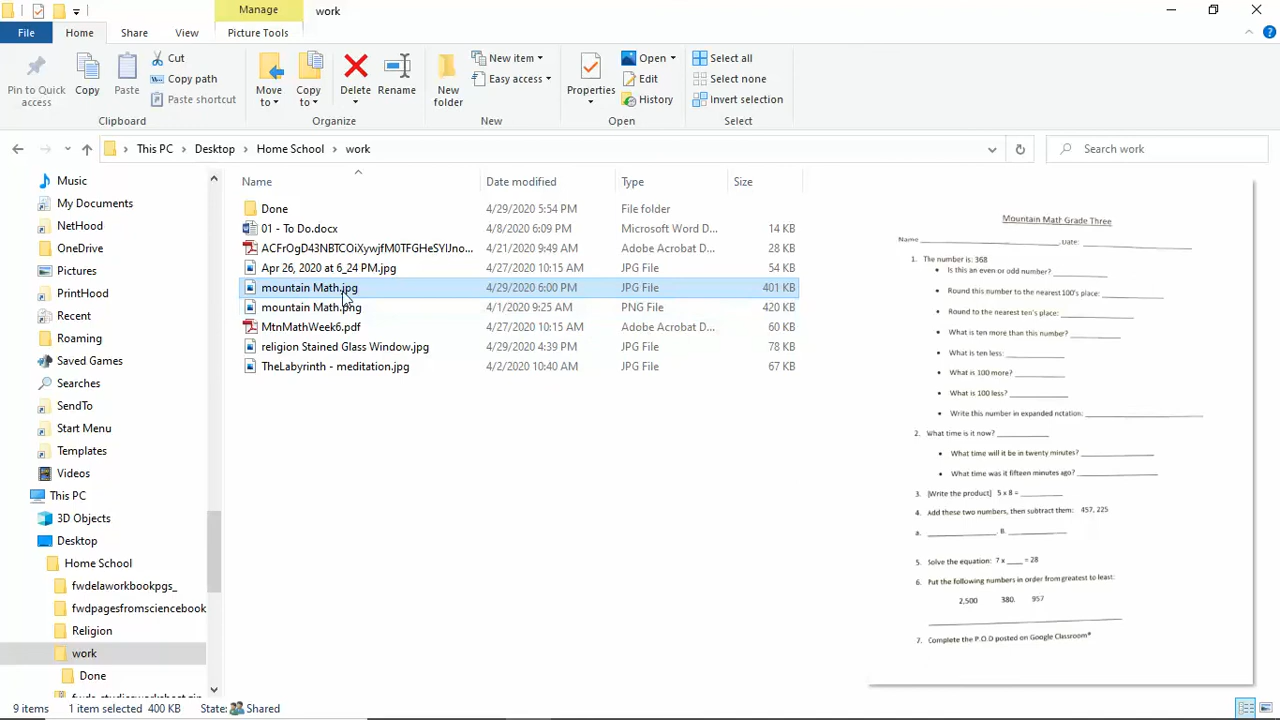 Manage
work
File
Home
Share
View
Picture Tools
Pin to Quick access
Copy
Paste
Cut
Copy path
Paste shortcut
Clipboard
Move to
Copy to
Delete
Rename
Organize
New folder
New item
Easy access
New
Properties
Open
Edit
History
Open
Select all
Select none
Invert selection
Select
This PC > Desktop > Home School > work
Search work
Music
My Documents
NetHood
OneDrive
Pictures
PrintHood
Recent
Roaming
Saved Games
Searches
SendTo
Start Menu
Templates
Videos
This PC
3D Objects
Desktop
Home School
fwdelaworkbookpgs_
fwdpagesfromsciencebook
Religion
work
Done
Name Date modified Type Size
Done 4/29/2020 5:54 PM File folder
01 - To Do 4/8/2020 6:09 PM Microsoft Word D... 14 KB
4/21/2020 9:49 AM Adobe Acrobat D... 28 KB
Apr 26, 2020 at 6_24 PM.jpg 4/27/2020 10:15 AM JPG File 54 KB
mountain Math.jpg 4/29/2020 6:00 PM JPG File 401 KB
mountain Math.png 4/1/2020 9:25 AM PNG File 420 KB
4/27/2020 10:15 AM Adobe Acrobat D... 60 KB
Window.jpg 4/29/2020 4:39 PM JPG File 78 KB
TheLabyrinth - meditation.jpg 4/2/2020 10:40 AM JPG File 67 KB
Mountain Math Grade Three
Name ____ Date: ____
1. The number is: 368
• Is this an even or odd number? ____
• Round this number to the nearest 100's place: ____
• Round to the nearest ten's place: ____
• What is ten more than this number? ____
• What is ten less: ____
• What is 100 more? ____
• What is 100 less? ____
• Write this number in expanded notation: ____
2. What time is it now? ____
• What time will it be in twenty minutes? ____
• What time was it fifteen minutes ago? ____
3. [Write the product] 5 x 8 = ____
4. Add these two numbers, then subtract them: 457, 225
a. ____ B. ____
5. Solve the equation: 7 x ___ = 28
6. Put the following numbers in order from greatest to least:
2,500 380. 957
7. Complete the P.O.D posted on Google Classroom®
9 items 1 item selected 400 KB State: Shared